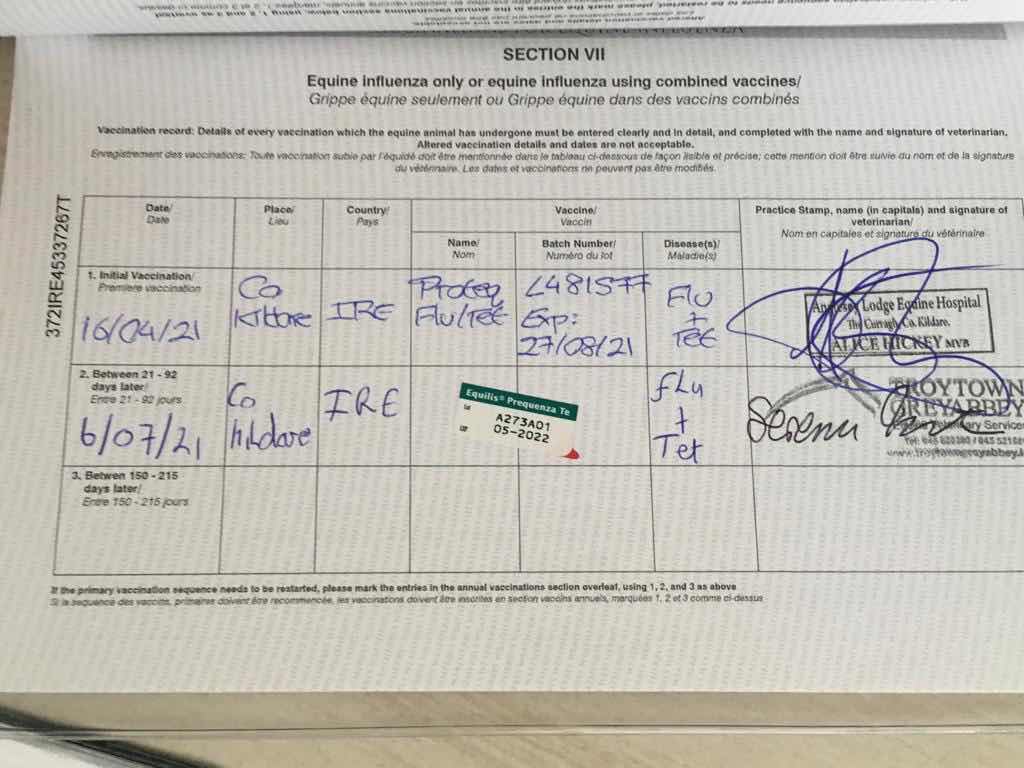 SECTION VII
Equine influenza only or equine influenza using combined vaccines/
Grippe équine seulement ou Grippe équine dans des vaccins combinés
Vaccination record: Details of every vaccination which the equine animal has undergone must be entered clearly and in detail, and completed with the name and signature of veterinarian.
Altered vaccination details and dates are not acceptable.
Enregistrement des vaccinations: Toute vaccination subie par l'équidé doit être mentionnée dans le tableau ci-dessous de façon lisible et précise; cette mention doit être suivie du nom et de la signature
du vétérinaire. Les dates et vaccinations ne peuvent pas être modifiés.
372IRE45337267T
Date/
Date
Place/
Lieu
Country/
Pays
Vaccine/
Vaccin
Practice Stamp, name (in capitals) and signature of
veterinarian/
Nom en capitales et signature du vétérinaire
Name/
Nom
Batch Number/
Numéro du lot
Disease(s)/
Maladie(s)
1. Initial Vaccination/
Première vaccination
16/04/21
Co
Kildare
IRE
Proteq
Flu/Tet
L481577
Exp:
27/08/21
Flu
+
Tet
Lodge Equine Hospital
The Curragh, Co. Kildare.
ALICE HICKEY MVB
2. Between 21 - 92
days later/
Entre 21 - 92 jours
6/07/21
Co
Kildare
IRE
Equilis® Prequenza Te
A273A01
05-2022
flu
+
Tet
TROYTOWN
GREYABBEY
3. Betwen 150 - 215
days later/
Entre 150 - 215 jours
If the primary vaccination sequence needs to be restarted, please mark the entries in the annual vaccinations section overleaf, using 1, 2, and 3 as above
Si la séquence des vaccins, primaires doivent être recommencée, les vaccinations doivent être inscrites en section vaccins annuels, marquées 1, 2 et 3 comme ci-dessus